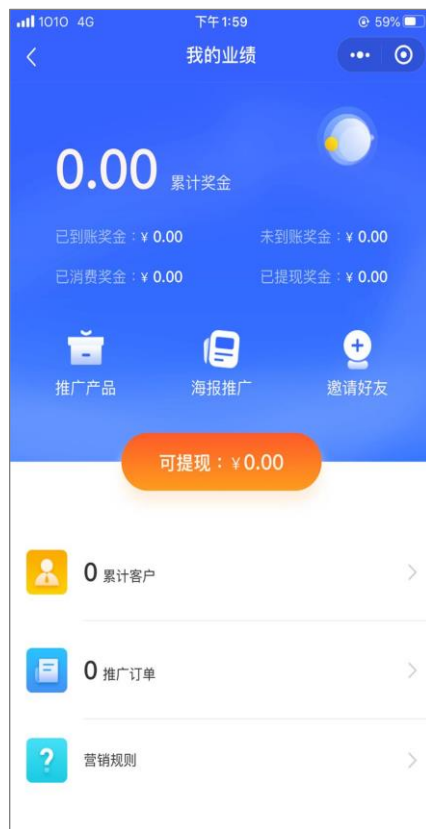 1010 4G 下午1:59 59%
我的业绩
0.00 累计奖金
已到账奖金：¥ 0.00 未到账奖金：¥ 0.00
已消费奖金：¥ 0.00 已提现奖金：¥ 0.00
推广产品 海报推广 邀请好友
可提现：¥0.00
0 累计客户
0 推广订单
?
营销规则